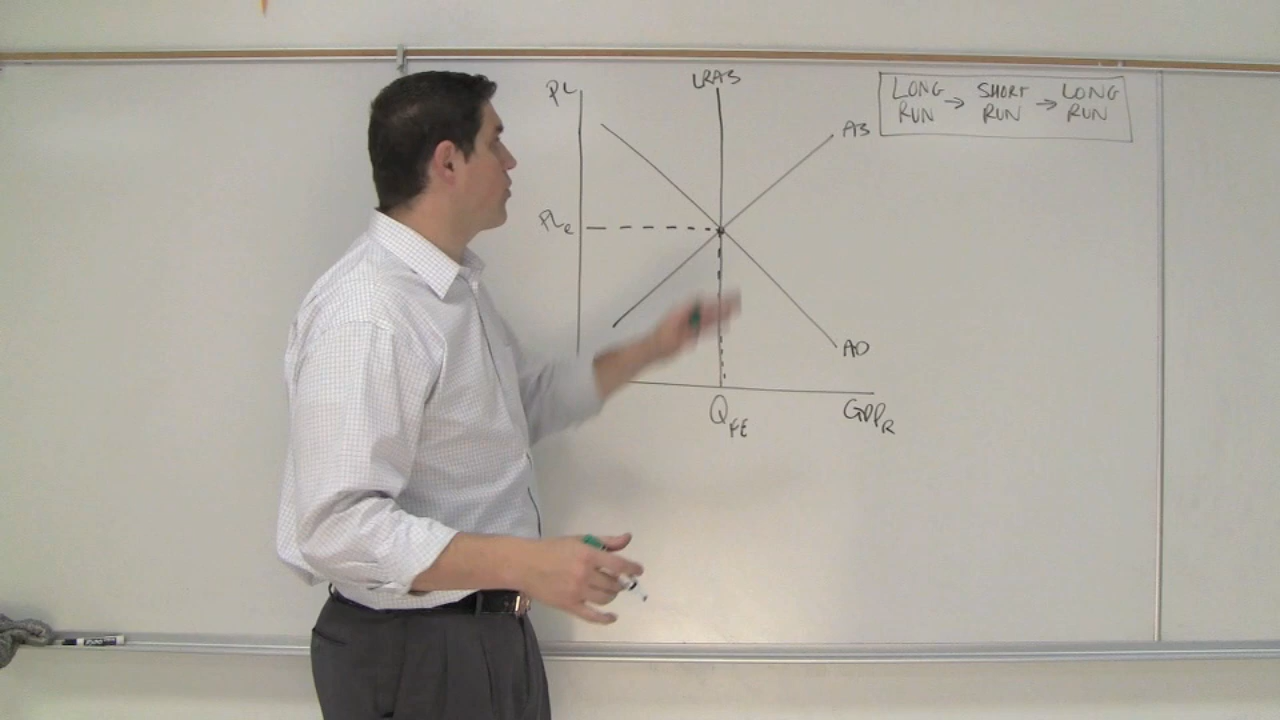 PL
LRAS
LONG RUN → SHORT RUN → LONG RUN
AS
PLe
AD
QFE
GDPR